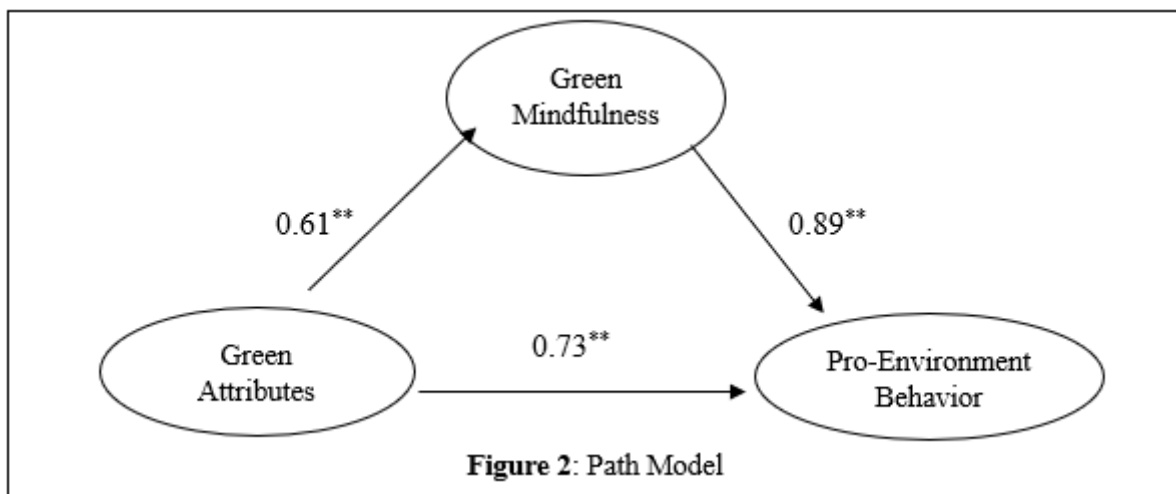 Green
Mindfulness
0.61**
0.89**
Green
Attributes
0.73**
Pro-Environment
Behavior
Figure 2: Path Model